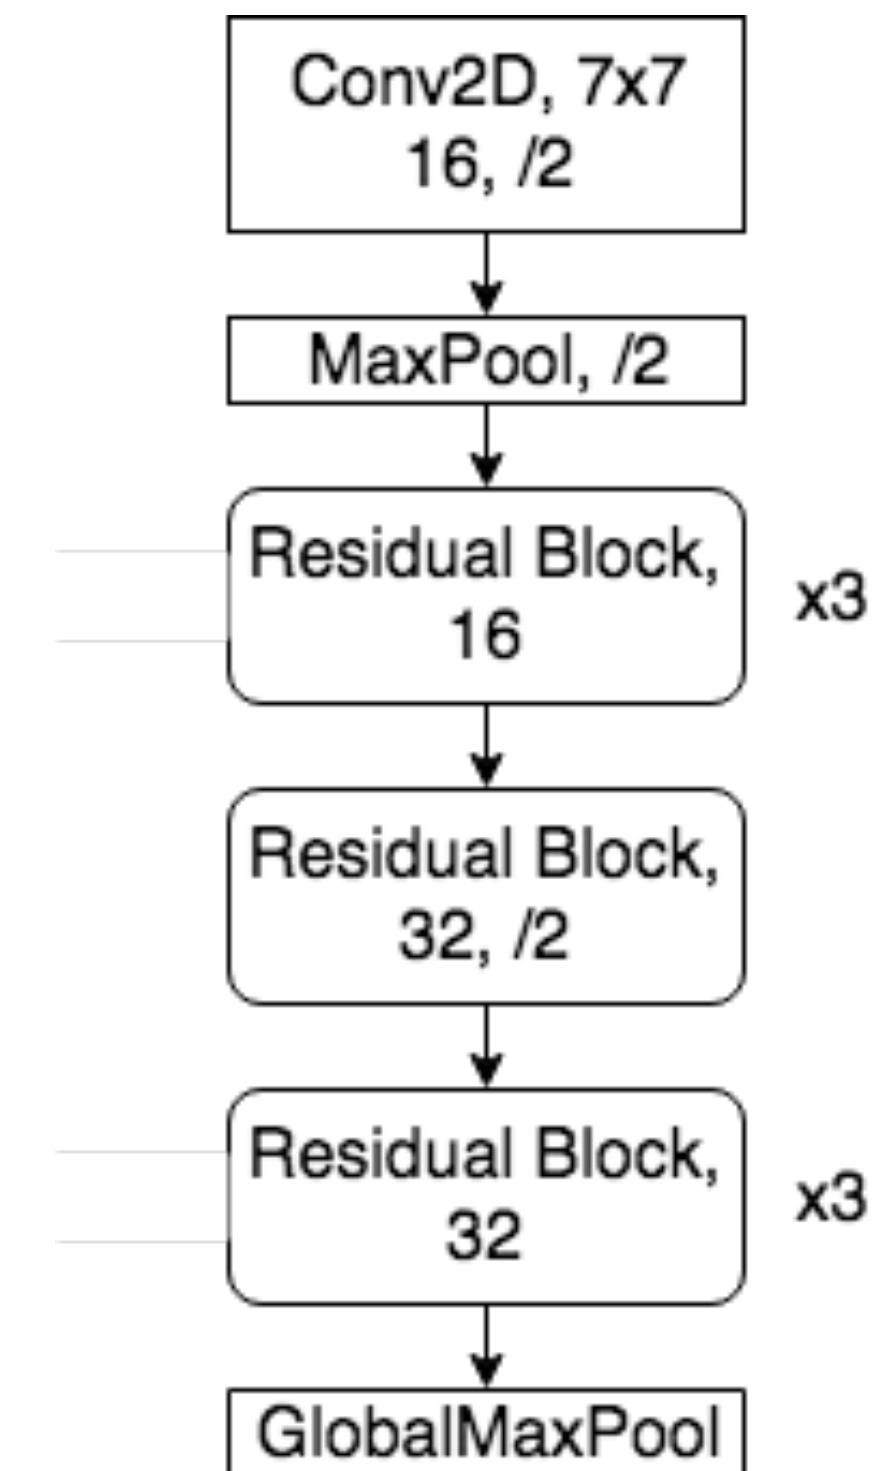 Conv2D, 7x7
16, /2
MaxPool, /2
Residual Block,
16
x3
Residual Block,
32, /2
Residual Block,
32
x3
GlobalMaxPool